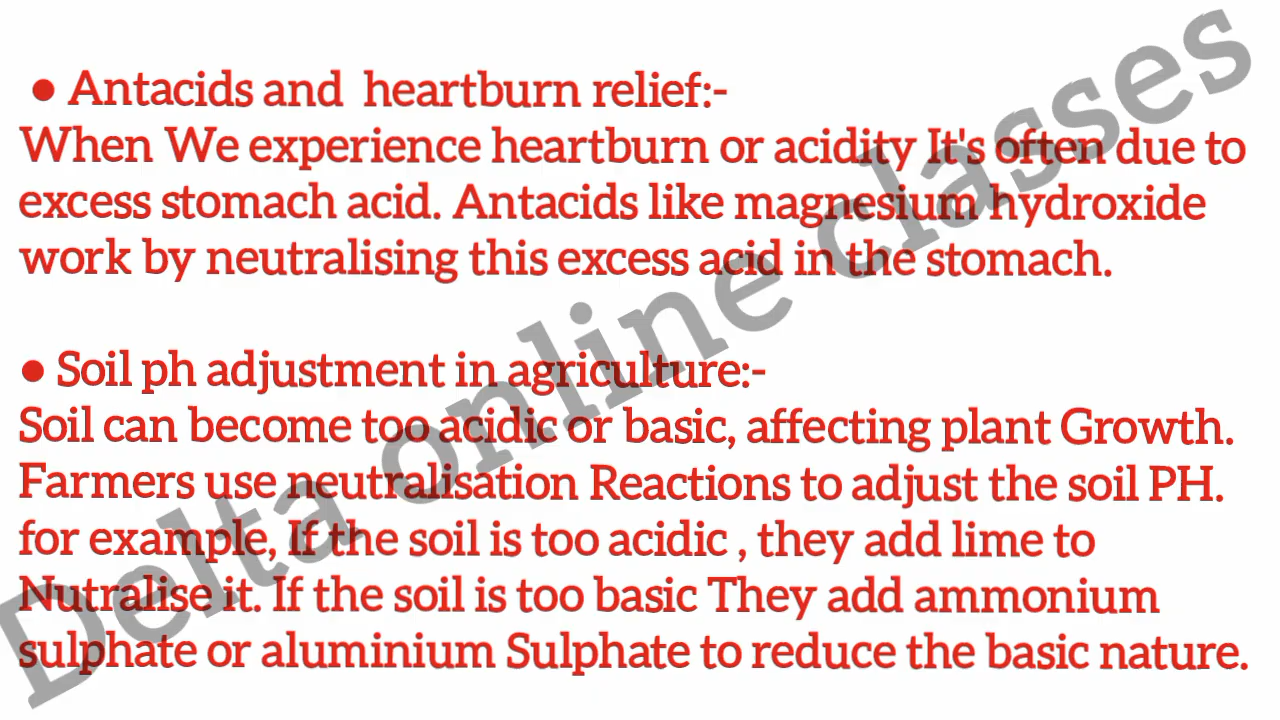 ● Antacids and heartburn relief:-
When We experience heartburn or acidity It's often due to
excess stomach acid. Antacids like magnesium hydroxide
work by neutralising this excess acid in the stomach.
● Soil ph adjustment in agriculture:-
Soil can become too acidic or basic, affecting plant Growth.
Farmers use neutralisation Reactions to adjust the soil PH.
for example, If the soil is too acidic , they add lime to
Nutralise it. If the soil is too basic They add ammonium
sulphate or aluminium Sulphate to reduce the basic nature.
Delta online classes